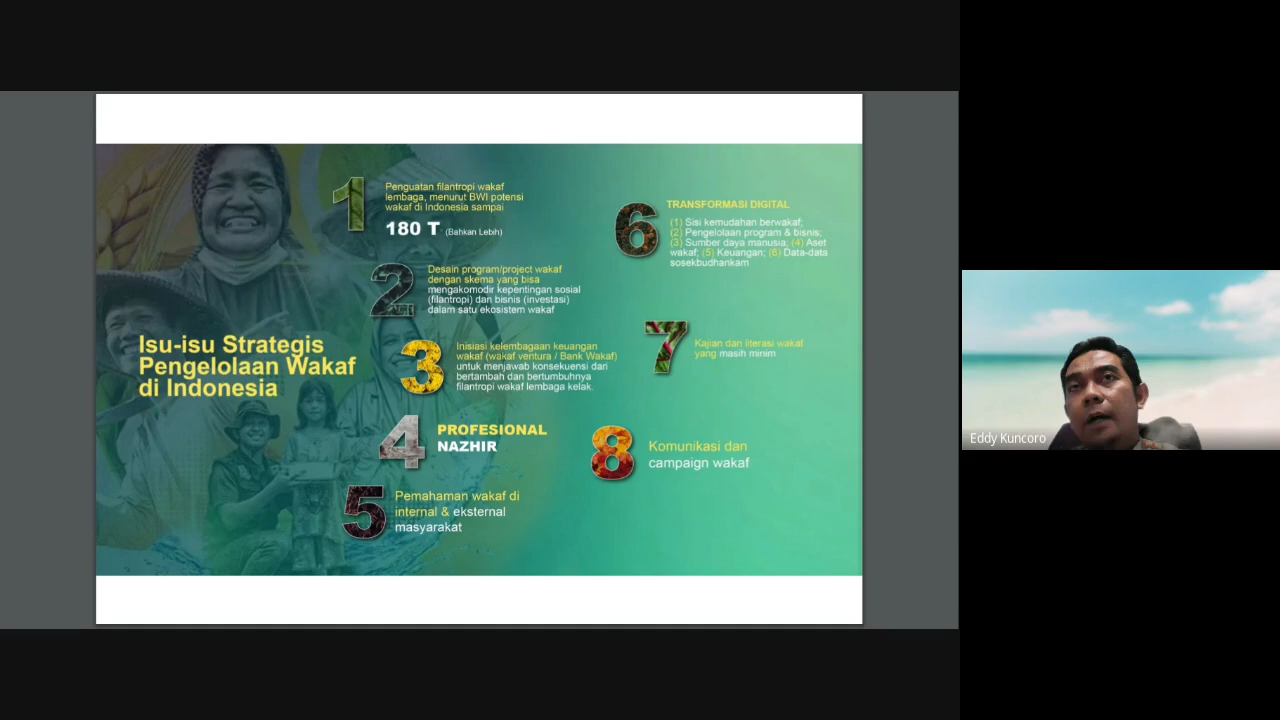 Isu-isu Strategis
Pengelolaan Wakaf
di Indonesia
1
Penguatan filantropi wakaf
lembaga, menurut BWI potensi
wakaf di Indonesia sampai
180 T (Bahkan Lebih)
2
Desain program/project wakaf
dengan skema yang bisa
mengakomodir kepentingan sosial
(filantropi) dan bisnis (investasi)
dalam satu ekosistem wakaf
3
Inisiasi kelembagaan keuangan
wakaf (wakaf ventura / Bank Wakaf)
untuk menjawab konsekuensi dari
bertambah dan bertumbuhnya
filantropi wakaf lembaga kelak.
4
PROFESIONAL
NAZHIR
5
Pemahaman wakaf di
internal & eksternal
masyarakat
6
TRANSFORMASI DIGITAL
(1) Sisi kemudahan berwakaf;
(2) Pengelolaan program & bisnis;
(3) Sumber daya manusia; (4) Aset
wakaf; (5) Keuangan; (6) Data-data
sosekbudhankam
7
Kajian dan literasi wakaf
yang masih minim
8
Komunikasi dan
campaign wakaf
Eddy Kuncoro